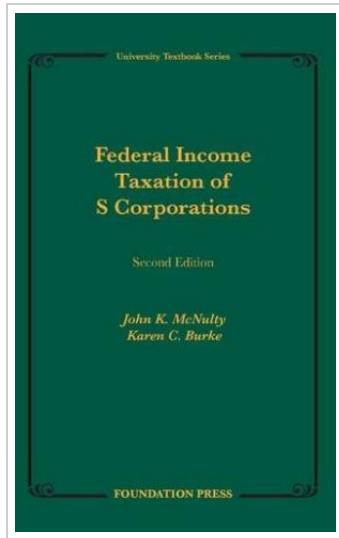 University Textbook Series
Federal Income
Taxation of
S Corporations
Second Edition
John K. McNulty
Karen C. Burke
FOUNDATION PRESS